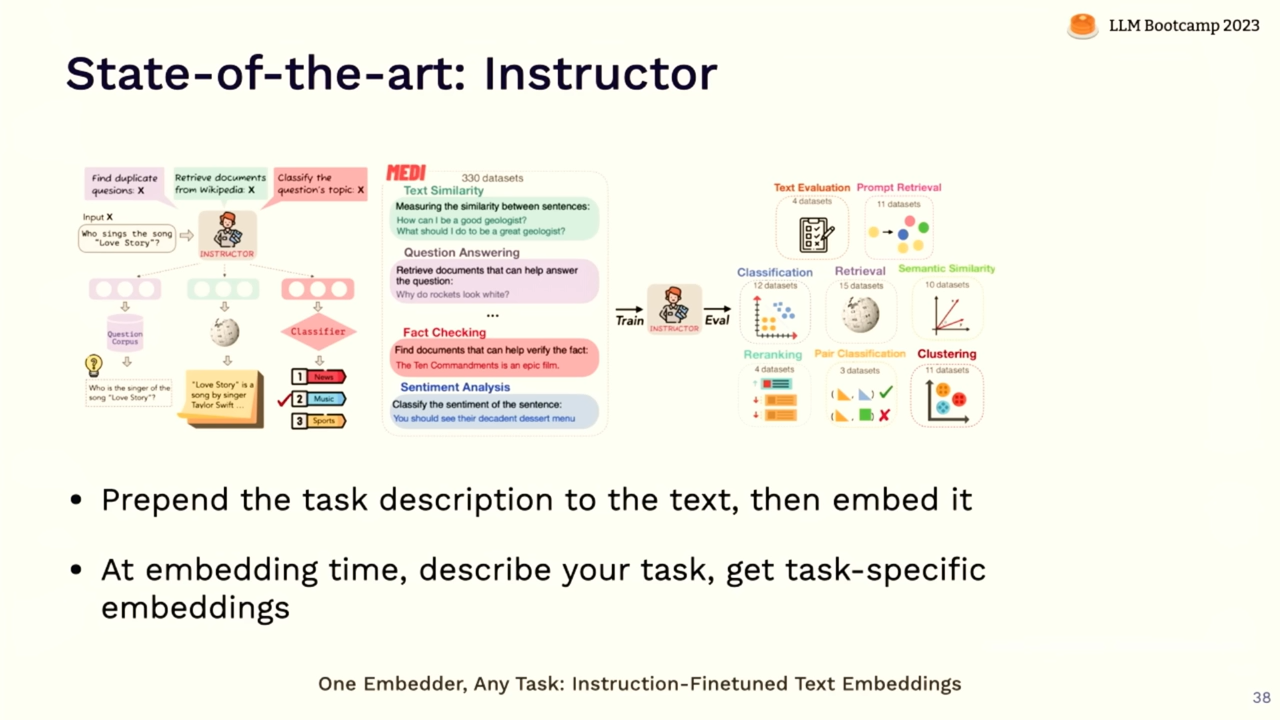 LLM Bootcamp 2023
State-of-the-art: Instructor
Find duplicate
quesions: X
Retrieve documents
from Wikipedia: X
Classify the
question's topic: X
Input X
Who sings the song
"Love Story"?
INSTRUCTOR
Question
Corpus
Classifier
Who is the singer of the
song "Love Story"?
"Love Story" is a
song by singer
Taylor Swift ...
1 News
2 Music
3 Sports
MEDI
330 datasets
Text Similarity
Measuring the similarity between sentences:
How can I be a good geologist?
What should I do to be a great geologist?
Question Answering
Retrieve documents that can help answer
the question:
Why do rockets look white?
...
Fact Checking
Find documents that can help verify the fact:
The Ten Commandments is an epic film.
Sentiment Analysis
Classify the sentiment of the sentence:
You should see their decadent dessert menu
Train
INSTRUCTOR
Eval
Text Evaluation
4 datasets
Prompt Retrieval
11 datasets
Classification
12 datasets
Retrieval
15 datasets
Semantic Similarity
10 datasets
Reranking
4 datasets
Pair Classification
3 datasets
Clustering
11 datasets
• Prepend the task description to the text, then embed it
• At embedding time, describe your task, get task-specific
embeddings
One Embedder, Any Task: Instruction-Finetuned Text Embeddings
38